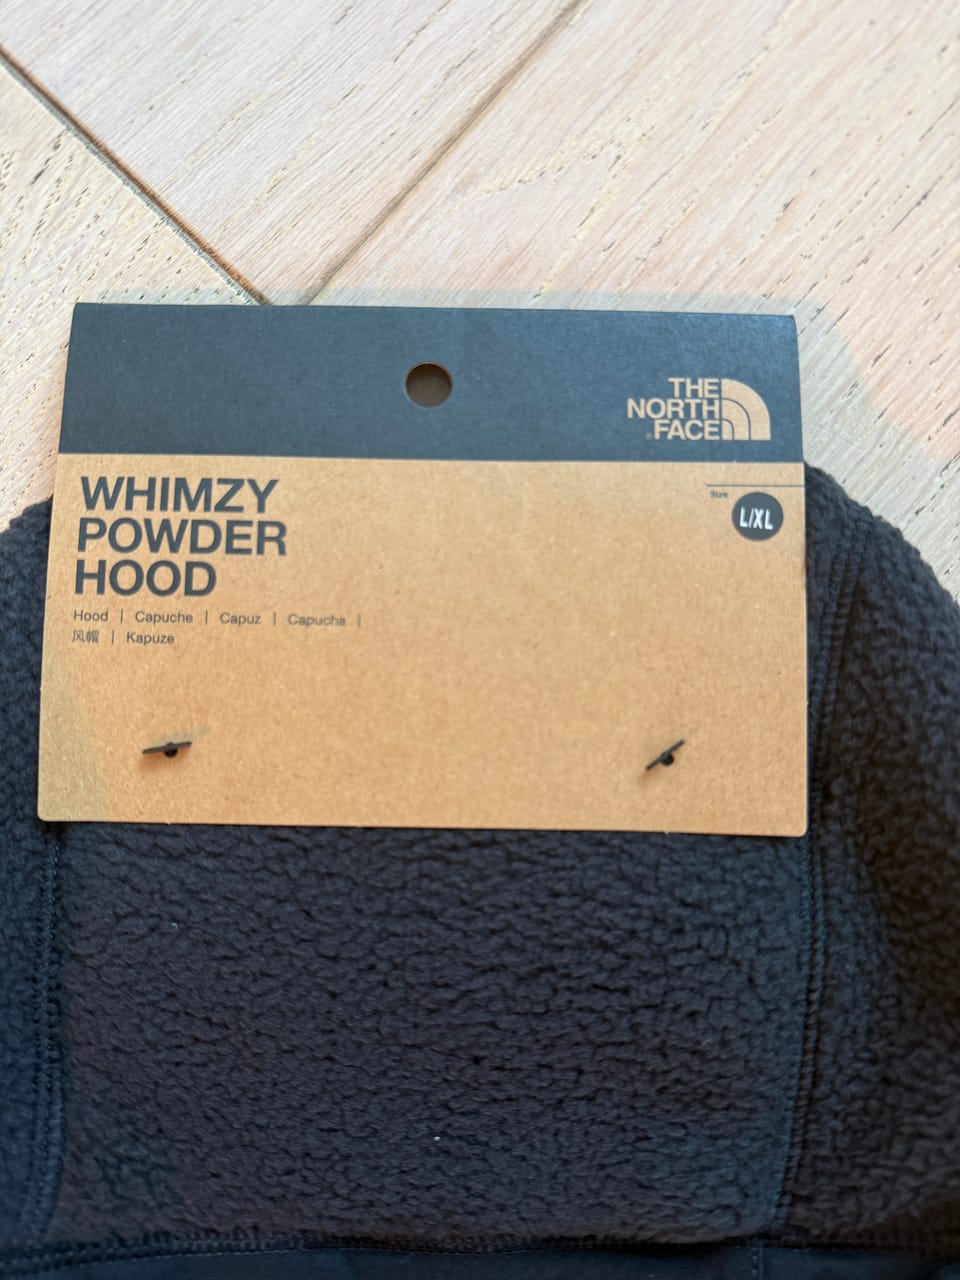 THE
NORTH
FACE
WHIMZY
POWDER
HOOD
Size
L/XL
Hood | Capuche | Capuz | Capucha |
风帽 | Kapuze